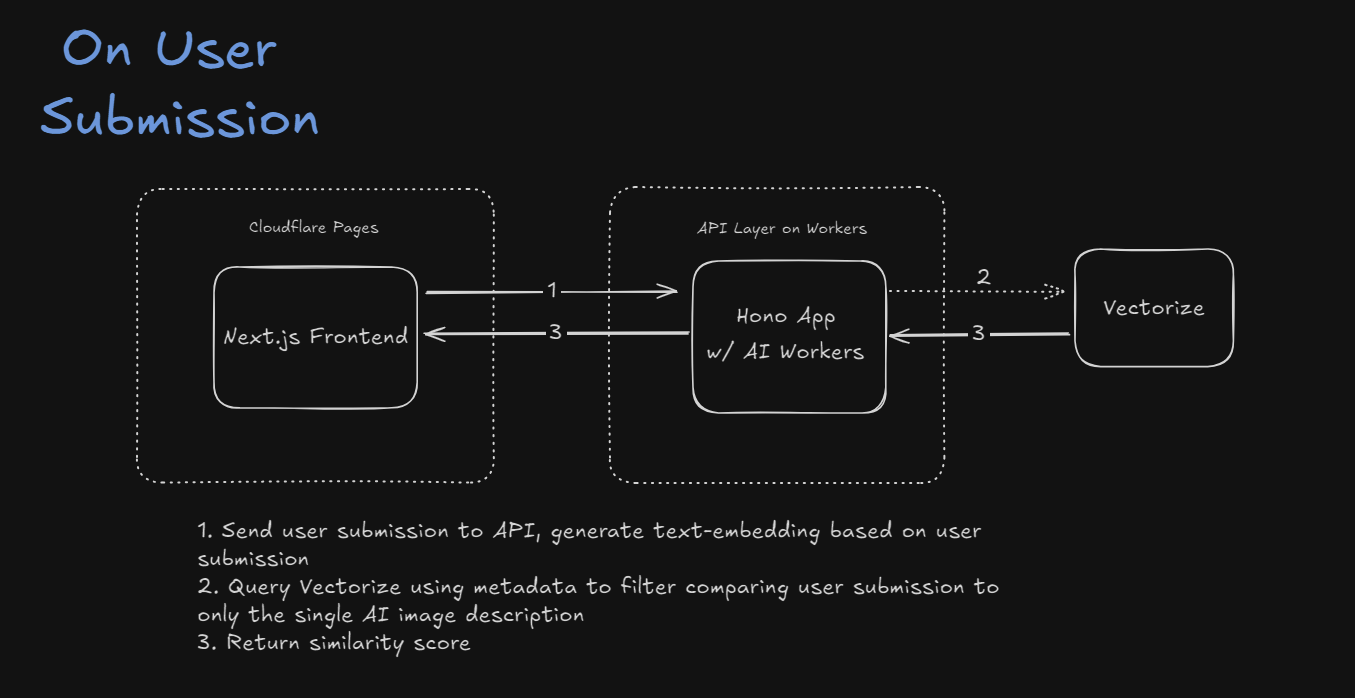 On User
Submission
Cloudflare Pages
API Layer on Workers
Next.js Frontend
1
3
Hono App
w/ AI Workers
2
3
Vectorize
1. Send user submission to API, generate text-embedding based on user
submission
2. Query Vectorize using metadata to filter comparing user submission to
only the single AI image description
3. Return similarity score